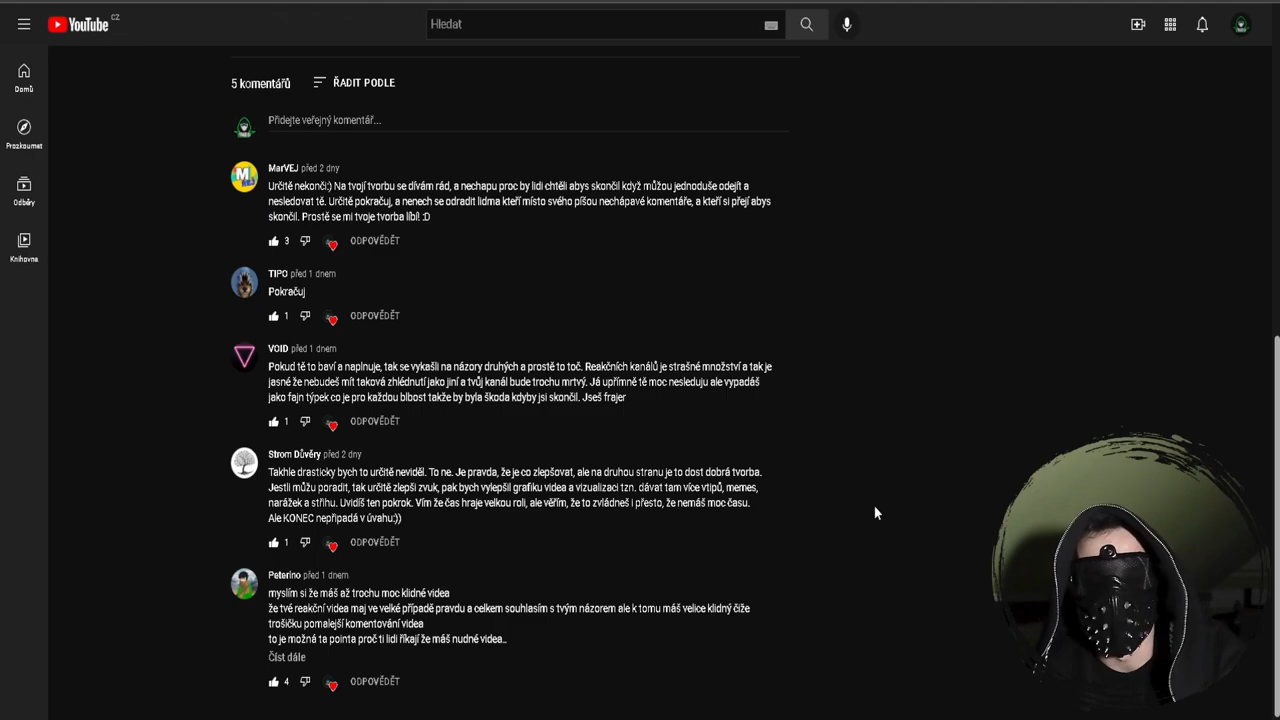 YouTube CZ
Hledat
Domů
Prozkoumat
Odběry
Knihovna
5 komentářů ŘADIT PODLE
Přidejte veřejný komentář...
MarVEJ před 2 dny
Určitě nekonči:) Na tvojí tvorbu se dívám rád, a nechapu proc by lidi chtěli abys skončil když můžou jednoduše odejít a
nesledovat tě. Určitě pokračuj, a nenech se odradit lidma kteří místo svého píšou nechápavé komentáře, a kteří si přejí abys
skončil. Prostě se mi tvoje tvorba líbí! :D
3 ODPOVĚDĚT
TIPO před 1 dnem
Pokračuj
1 ODPOVĚDĚT
VOID před 1 dnem
Pokud tě to baví a naplnuje, tak se vykašli na názory druhých a prostě to toč. Reakčních kanálů je strašné množství a tak je
jasné že nebudeš mít taková zhlédnutí jako jiní a tvůj kanál bude trochu mrtvý. Já upřímně tě moc nesleduju ale vypadáš
jako fajn týpek co je pro každou blbost takže by byla škoda kdyby jsi skončil. Jseš frajer
1 ODPOVĚDĚT
Strom Důvěry před 2 dny
Takhle drasticky bych to určitě neviděl. To ne. Je pravda, že je co zlepšovat, ale na druhou stranu je to dost dobrá tvorba.
Jestli můžu poradit, tak určitě zlepši zvuk, pak bych vylepšil grafiku videa a vizualizaci tzn. dávat tam více vtipů, memes,
narážek a střihu. Uvidíš ten pokrok. Vím že čas hraje velkou roli, ale věřím, že to zvládneš i přesto, že nemáš moc času.
Ale KONEC nepřipadá v úvahu:))
1 ODPOVĚDĚT
Peterino před 1 dnem
myslím si že máš až trochu moc klidné videa
že tvé reakční videa maj ve velké případě pravdu a celkem souhlasím s tvým názorem ale k tomu máš velice klidný čiže
trošičku pomalejší komentování videa
to je možná ta pointa proč ti lidi říkají že máš nudné videa..
Číst dále
4 ODPOVĚDĚT